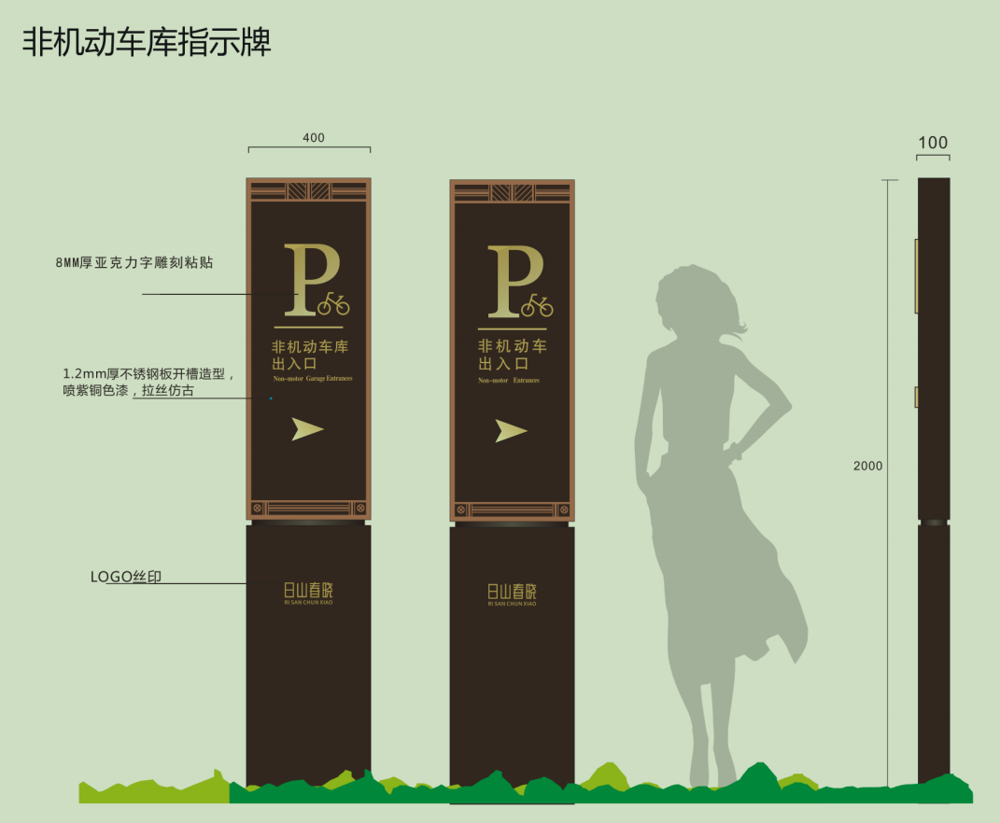 非机动车库指示牌
400
100
8MM厚亚克力字雕刻粘贴
1.2mm厚不锈钢板开槽造型，
喷紫铜色漆，拉丝仿古
LOGO丝印
P
非机动车库
出入口
Non-motor Garage Entrances
日山春晓
RI SAN CHUN XIAO
P
非机动车
出入口
Non-motor Entrances
日山春晓
RI SAN CHUN XIAO
2000